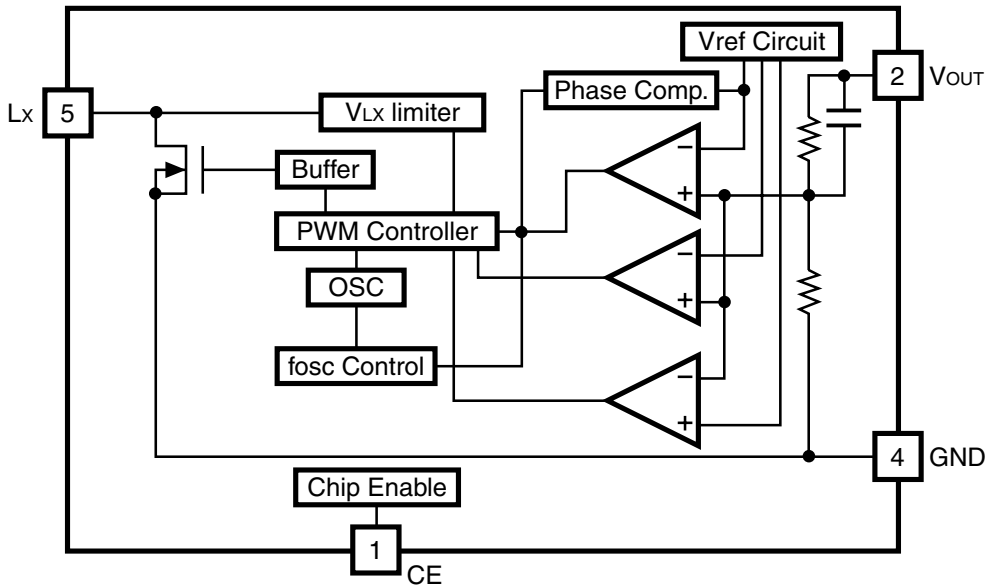 Vref Circuit
Phase Comp.
2 VOUT
LX 5
VLX limiter
−
Buffer
+
PWM Controller
−
OSC
+
fosc Control
−
+
4 GND
Chip Enable
1
CE